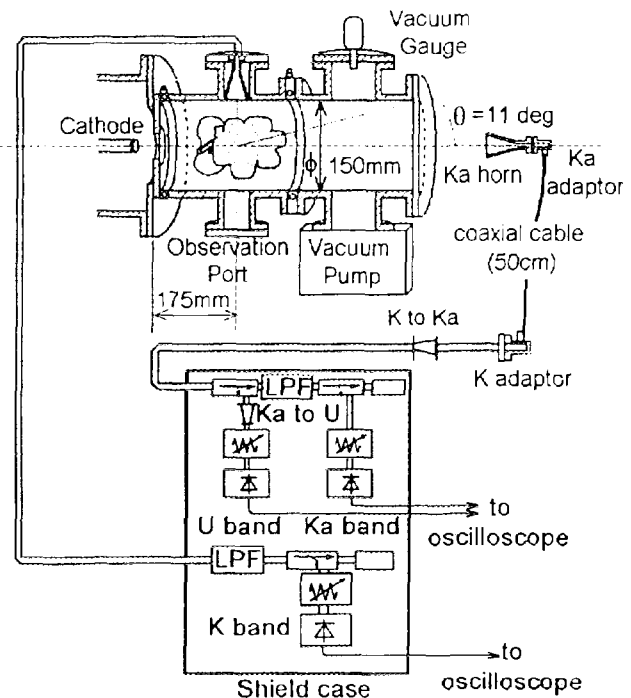 Vacuum
Gauge
θ = 11 deg
Cathode
Ka horn
Ka
adaptor
ϕ 150mm
Observation
Port
Vacuum
Pump
coaxial cable
(50cm)
175mm
K to Ka
K adaptor
LPF
Ka to U
U band
Ka band
to
oscilloscope
LPF
K band
to
oscilloscope
Shield case